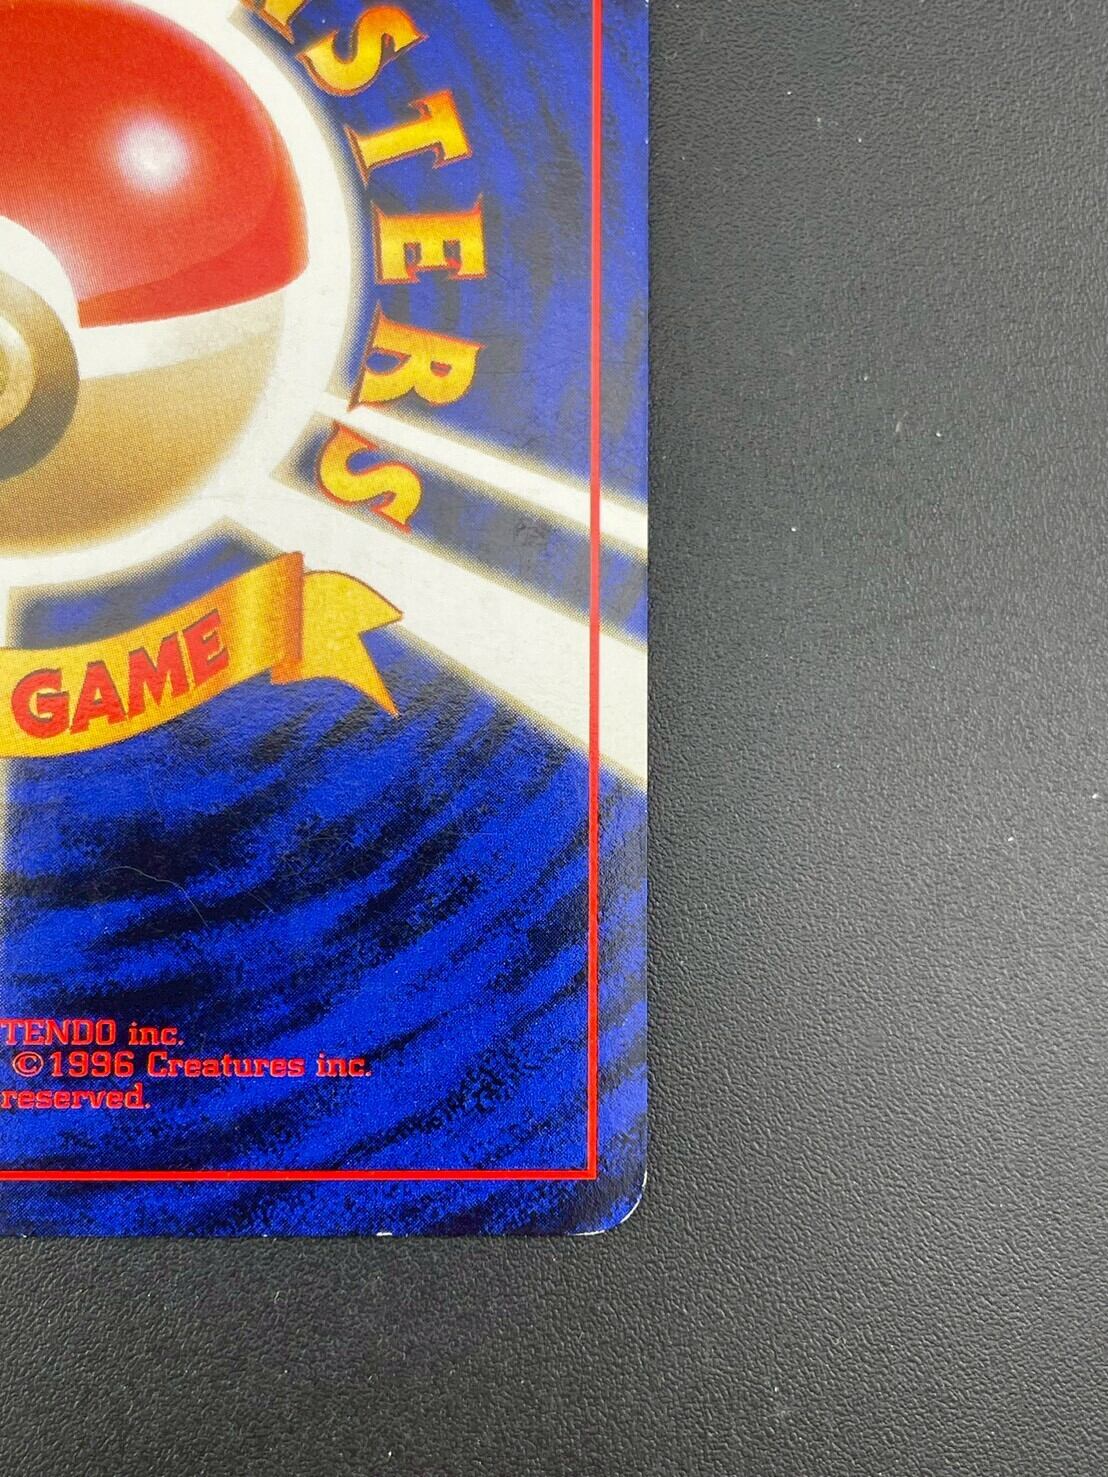 STERS
GAME
TENDO inc.
©1996 Creatures inc.
reserved.